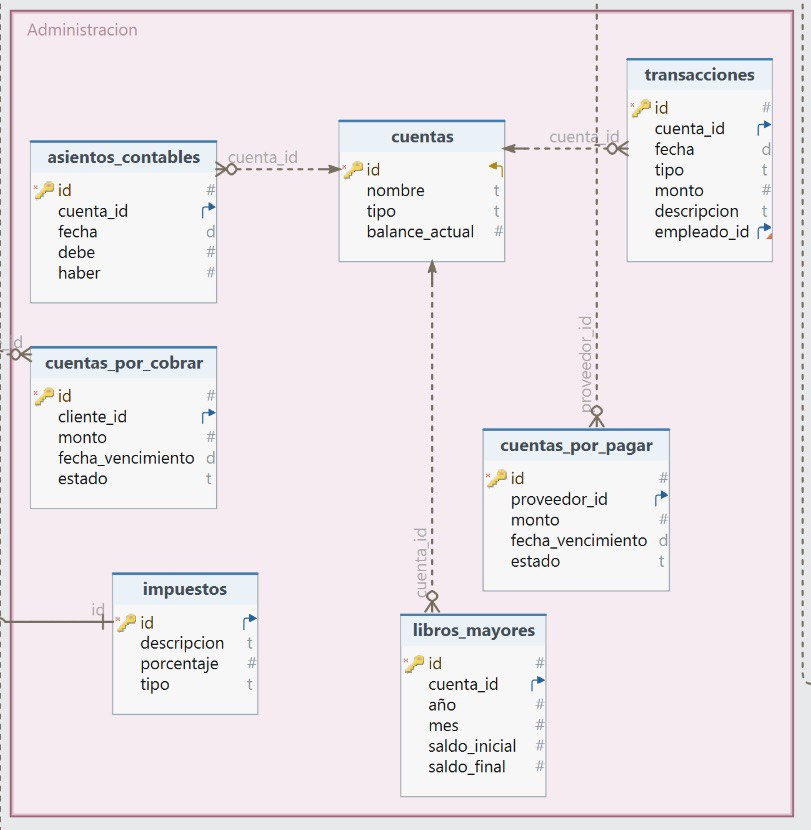 Administracion
transacciones
id #
cuenta_id
fecha d
tipo t
monto #
descripcion t
empleado_id
cuenta_id
cuentas
id
nombre t
tipo t
balance_actual #
cuenta_id
asientos_contables
id #
cuenta_id
fecha d
debe #
haber #
id
cuentas_por_cobrar
id #
cliente_id
monto #
fecha_vencimiento d
estado t
proveedor_id
cuentas_por_pagar
id #
proveedor_id
monto #
fecha_vencimiento d
estado t
cuenta_id
id
impuestos
id
descripcion t
porcentaje #
tipo t
libros_mayores
id #
cuenta_id
año #
mes #
saldo_inicial #
saldo_final #